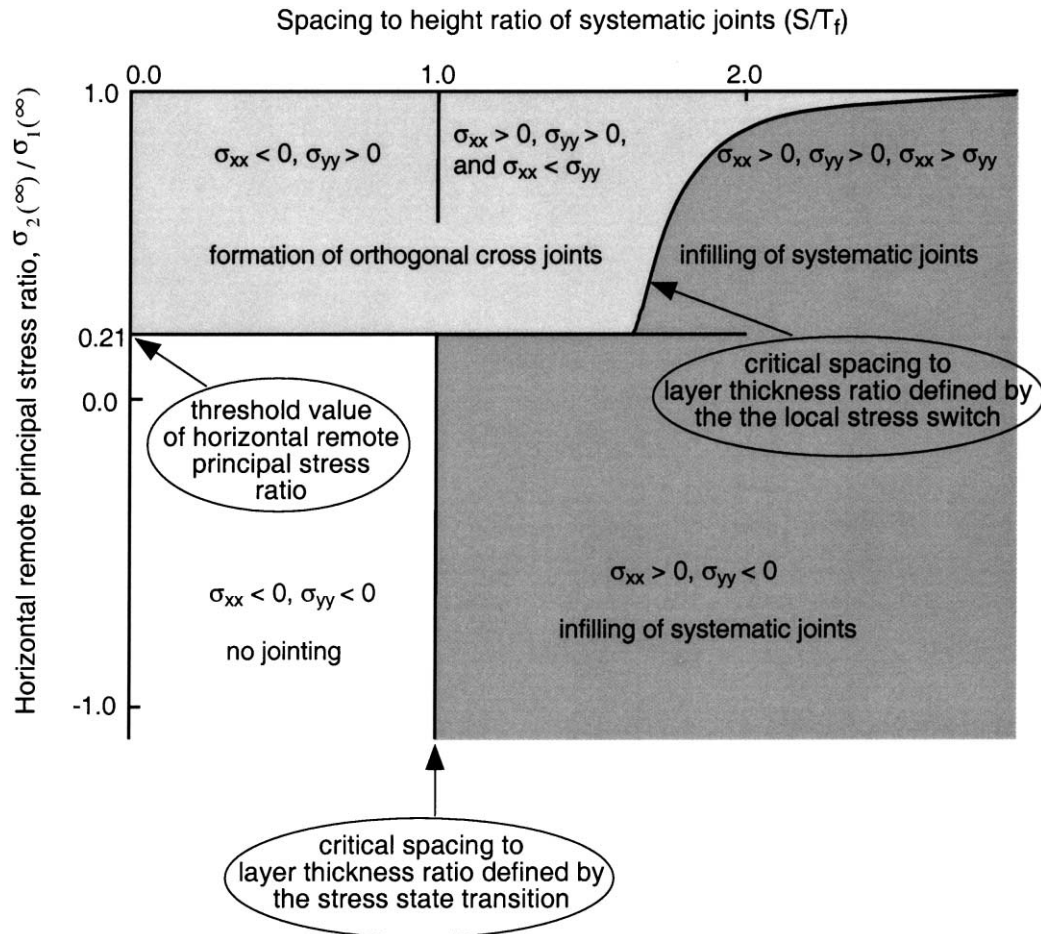 Spacing to height ratio of systematic joints (S/T_f)
0.0 1.0 2.0
Horizontal remote principal stress ratio, σ₂(∞) / σ₁(∞)
1.0
σxx < 0, σyy > 0
σxx > 0, σyy > 0,
and σxx < σyy
σxx > 0, σyy > 0, σxx > σyy
formation of orthogonal cross joints
infilling of systematic joints
0.21
0.0
-1.0
threshold value
of horizontal remote
principal stress
ratio
critical spacing to
layer thickness ratio defined by
the the local stress switch
σxx < 0, σyy < 0
no jointing
σxx > 0, σyy < 0
infilling of systematic joints
critical spacing to
layer thickness ratio defined by
the stress state transition